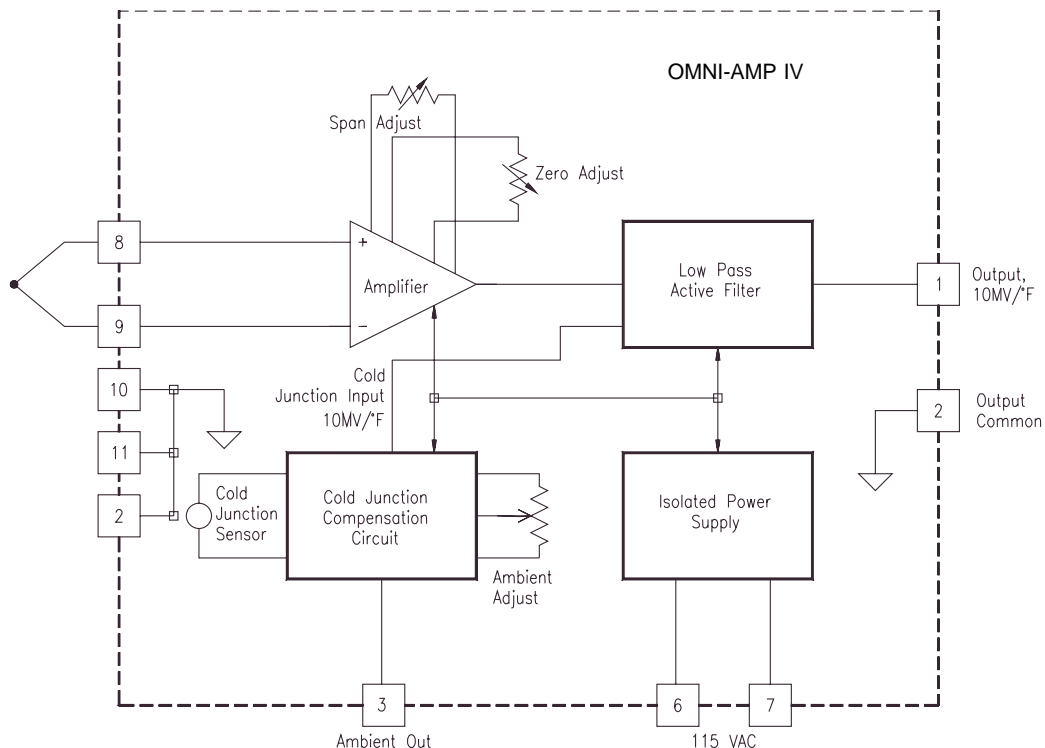 OMNI-AMP IV
Span Adjust
Zero Adjust
8
+
Amplifier
Low Pass
Active Filter
1
Output,
10MV/°F
9
−
10
Cold
Junction Input
10MV/°F
2
Output
Common
11
2
Cold
Junction
Sensor
Cold Junction
Compensation
Circuit
Isolated Power
Supply
Ambient
Adjust
3
6
7
Ambient Out
115 VAC